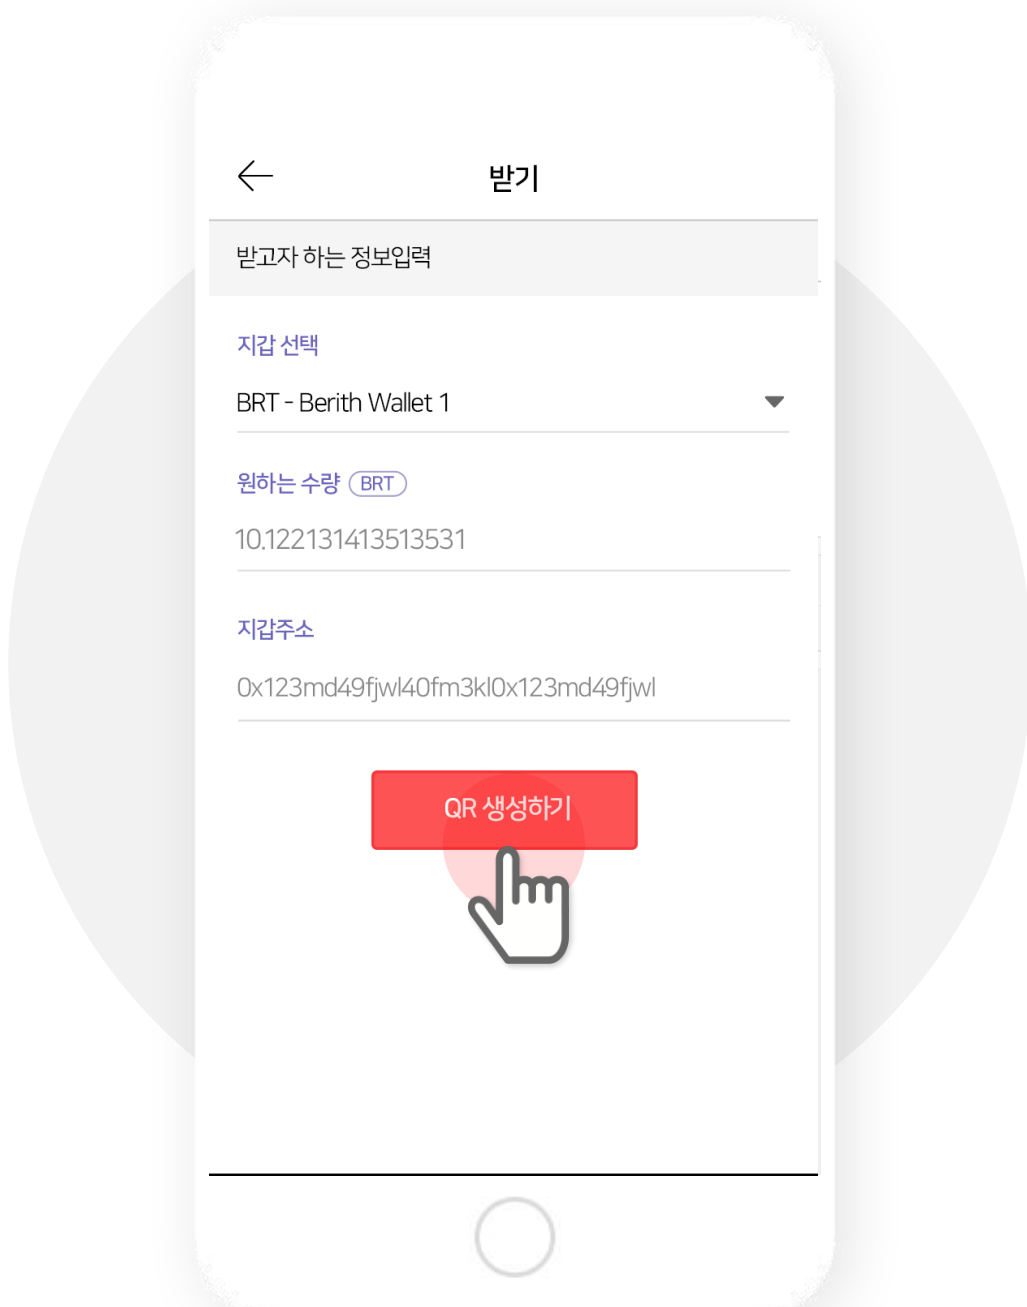 받기
받고자 하는 정보입력
지갑 선택
BRT - Berith Wallet 1
원하는 수량 BRT
10.122131413513531
지갑주소
0x123md49fjwl40fm3kl0x123md49fjwl
QR 생성하기